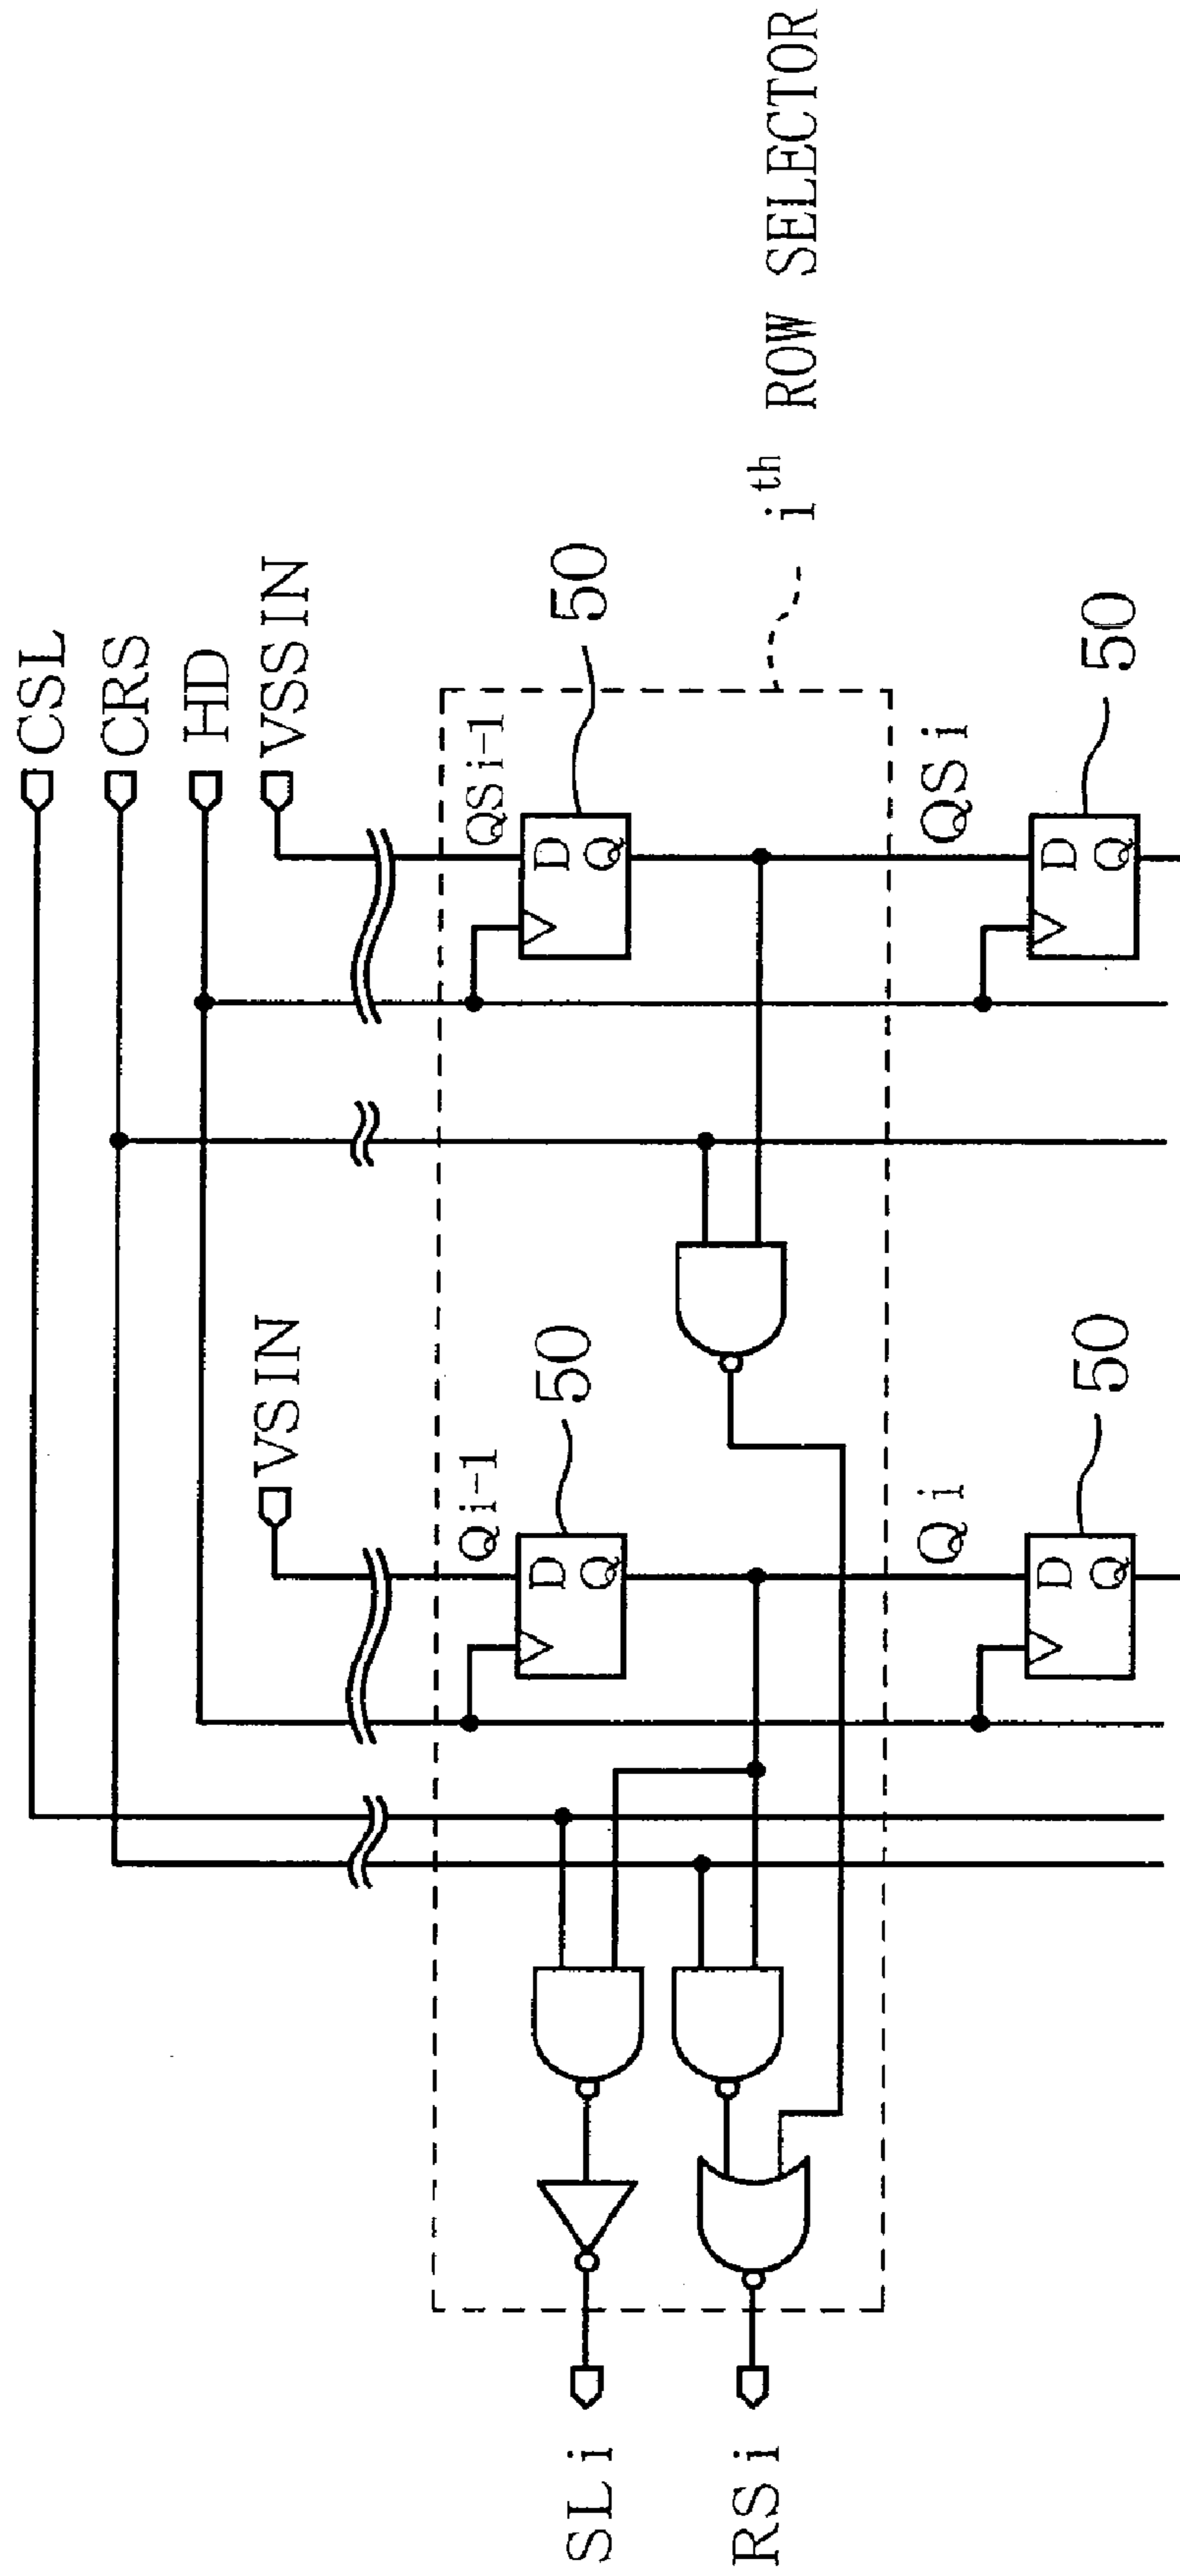 CSL
CRS
HD
VSSIN
VSIN
QSi-1
50
D
Q
ith ROW SELECTOR
QSi
50
D
Q
Qi-1
50
D
Q
Qi
50
D
Q
SLi
RSi